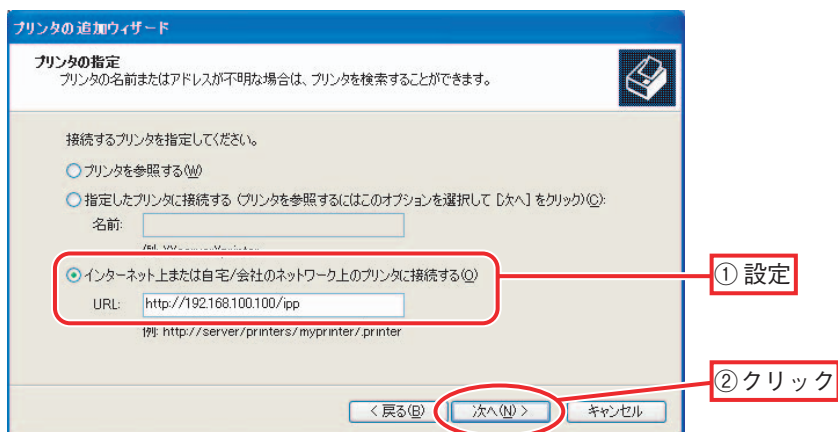 プリンタの追加ウィザード
プリンタの指定
プリンタの名前またはアドレスが不明な場合は、プリンタを検索することができます。
接続するプリンタを指定してください。
プリンタを参照する(W)
指定したプリンタに接続する (プリンタを参照するにはこのオプションを選択して [次へ] をクリック)(C):
名前:
インターネット上または自宅/会社のネットワーク上のプリンタに接続する(O)
① 設定
URL: http://192.168.100.100/ipp
例: http://server/printers/myprinter/.printer
②クリック
< 戻る(B) 次へ(N) > キャンセル